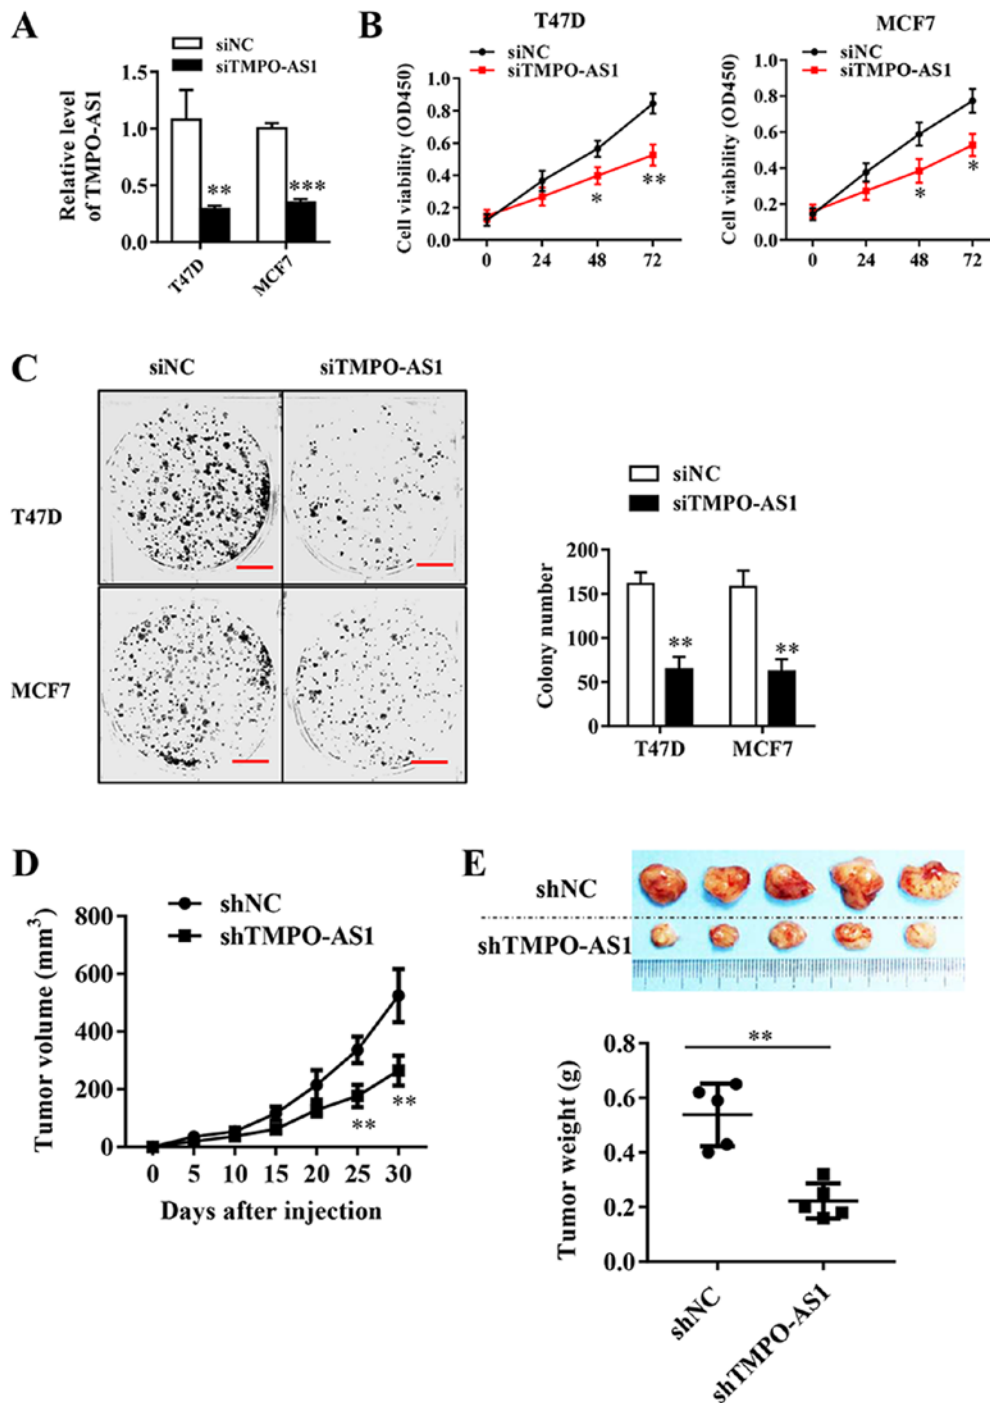 A
siNC
siTMPO-AS1
Relative level
of TMPO-AS1
1.5
1.0
0.5
0.0
**
***
T47D
MCF7
B
T47D
siNC
siTMPO-AS1
Cell viability (OD450)
1.0
0.8
0.6
0.4
0.2
0.0
*
**
0 24 48 72
MCF7
siNC
siTMPO-AS1
Cell viability (OD450)
1.0
0.8
0.6
0.4
0.2
0.0
*
*
0 24 48 72
C
siNC siTMPO-AS1
T47D
MCF7
siNC
siTMPO-AS1
Colony number
200
150
100
50
0
**
**
T47D MCF7
D
shNC
shTMPO-AS1
Tumor volume (mm³)
800
600
400
200
0
**
**
0 5 10 15 20 25 30
Days after injection
E
shNC
shTMPO-AS1
**
Tumor weight (g)
0.8
0.6
0.4
0.2
0.0
shNC
shTMPO-AS1